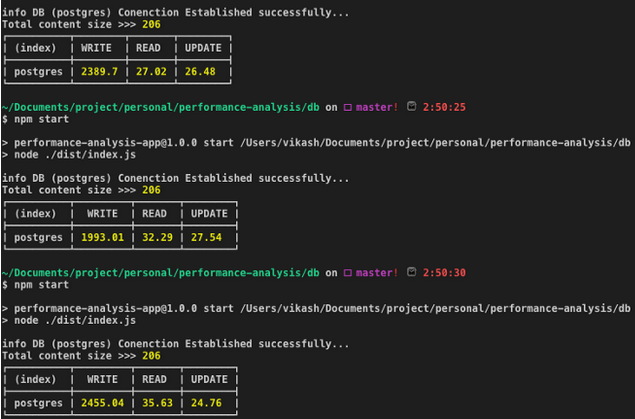 info DB (postgres) Conenction Established successfully...
Total content size >>> 206
(index) | WRITE | READ | UPDATE
postgres | 2389.7 | 27.02 | 26.48
~/Documents/project/personal/performance-analysis/db on master! 2:50:25
$ npm start
> performance-analysis-app@1.0.0 start /Users/vikash/Documents/project/personal/performance-analysis/db
> node ./dist/index.js
info DB (postgres) Conenction Established successfully...
Total content size >>> 206
(index) | WRITE | READ | UPDATE
postgres | 1993.01 | 32.29 | 27.54
~/Documents/project/personal/performance-analysis/db on master! 2:50:30
$ npm start
> performance-analysis-app@1.0.0 start /Users/vikash/Documents/project/personal/performance-analysis/db
> node ./dist/index.js
info DB (postgres) Conenction Established successfully...
Total content size >>> 206
(index) | WRITE | READ | UPDATE
postgres | 2455.04 | 35.63 | 24.76